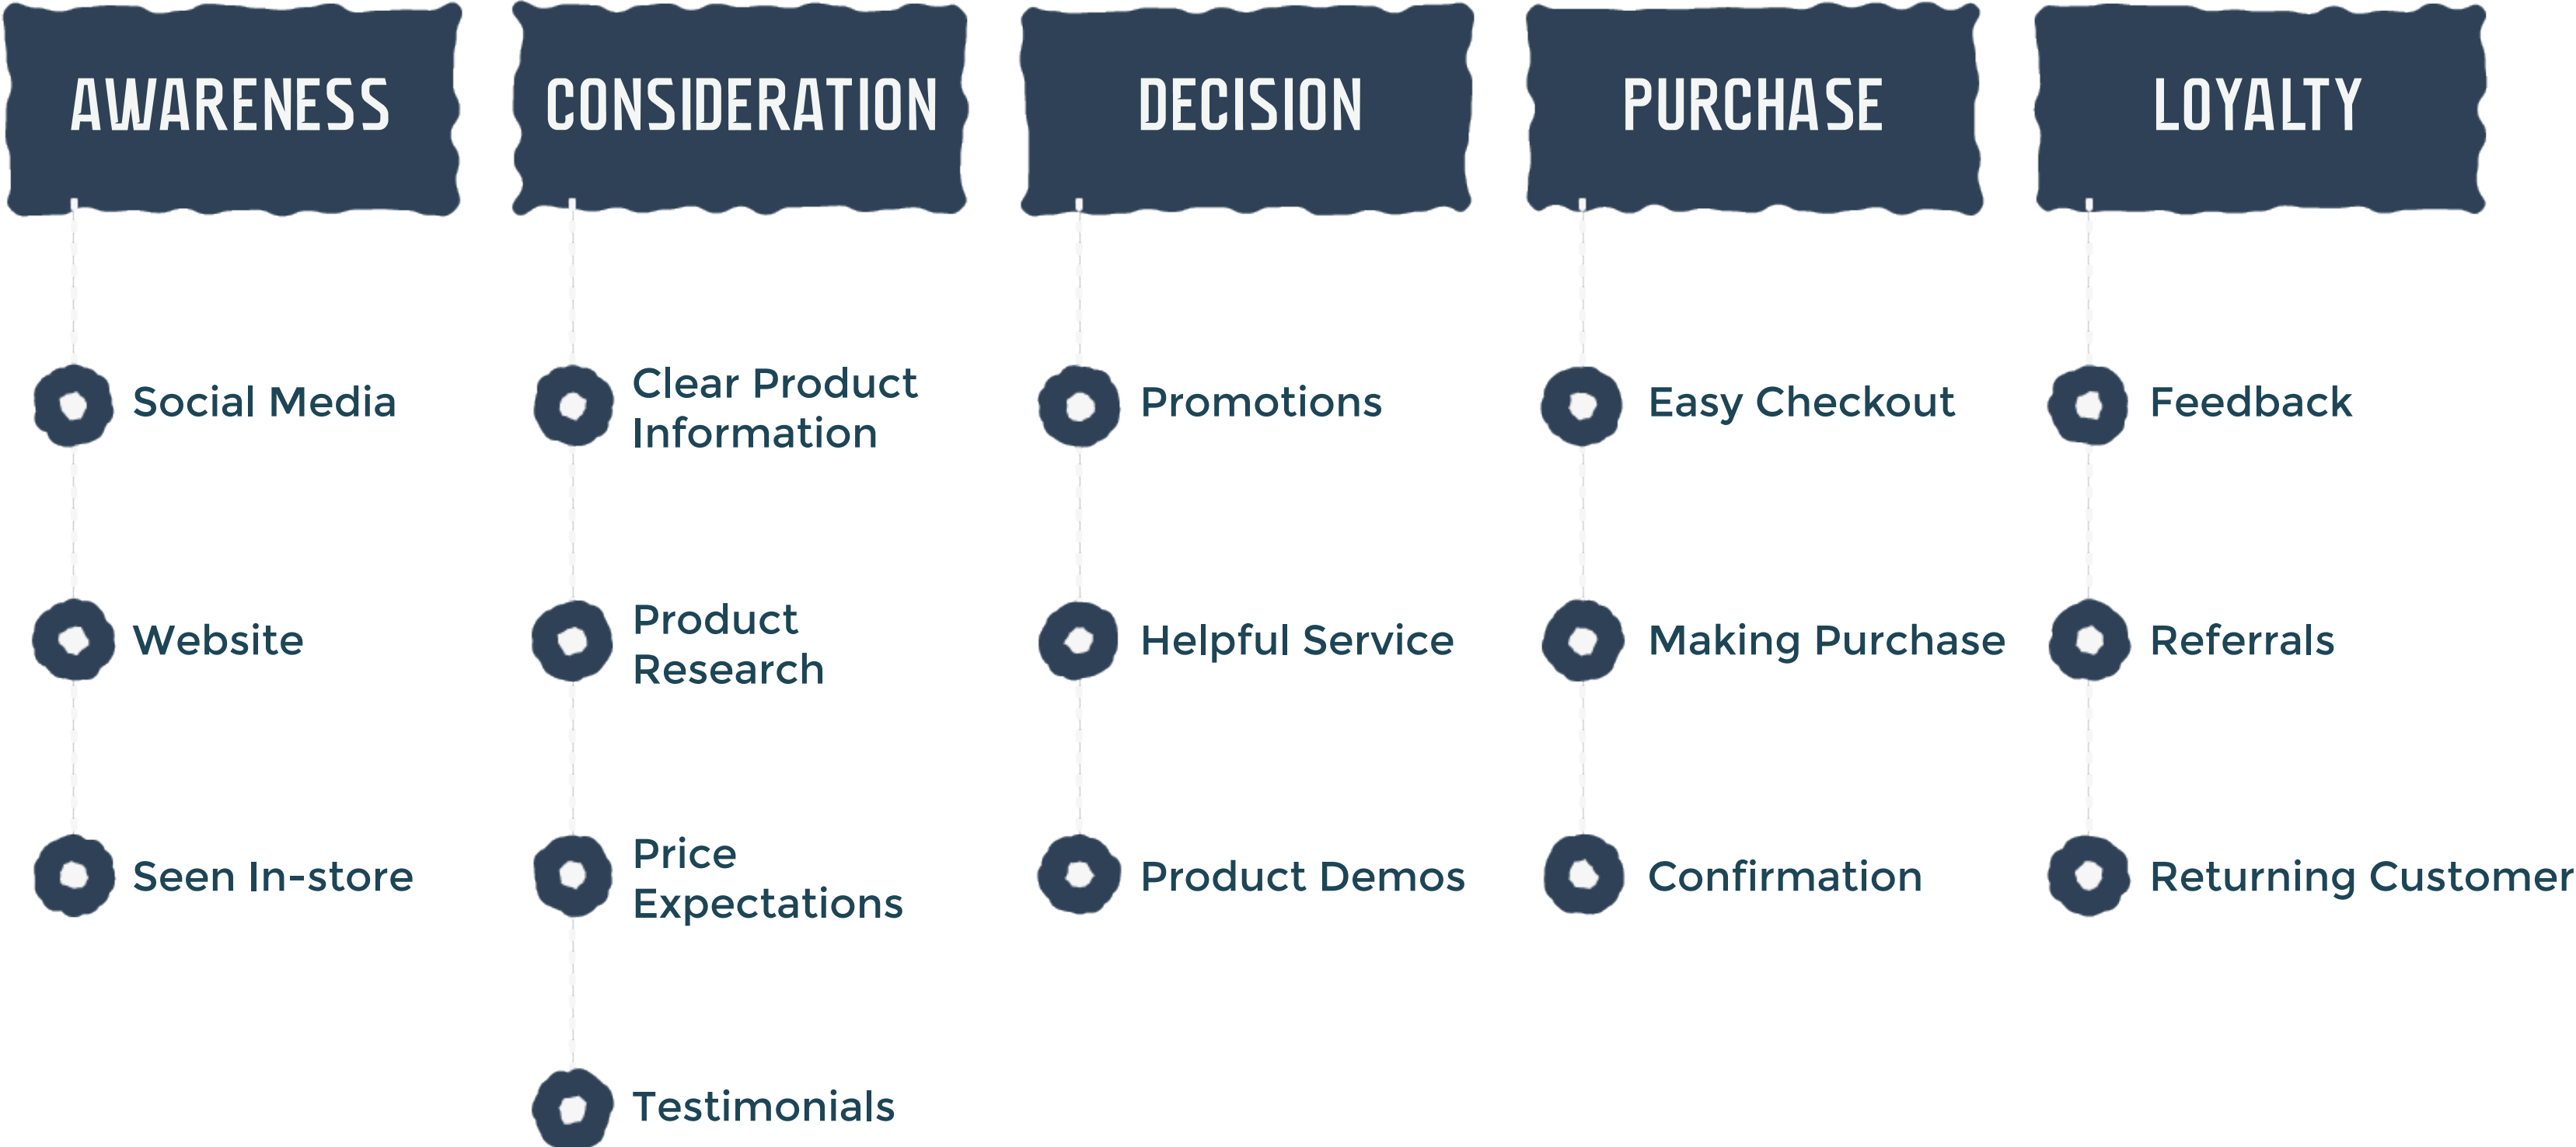 AWARENESS
Social Media
Website
Seen In-store
CONSIDERATION
Clear Product
Information
Product
Research
Price
Expectations
Testimonials
DECISION
Promotions
Helpful Service
Product Demos
PURCHASE
Easy Checkout
Making Purchase
Confirmation
LOYALTY
Feedback
Referrals
Returning Customer